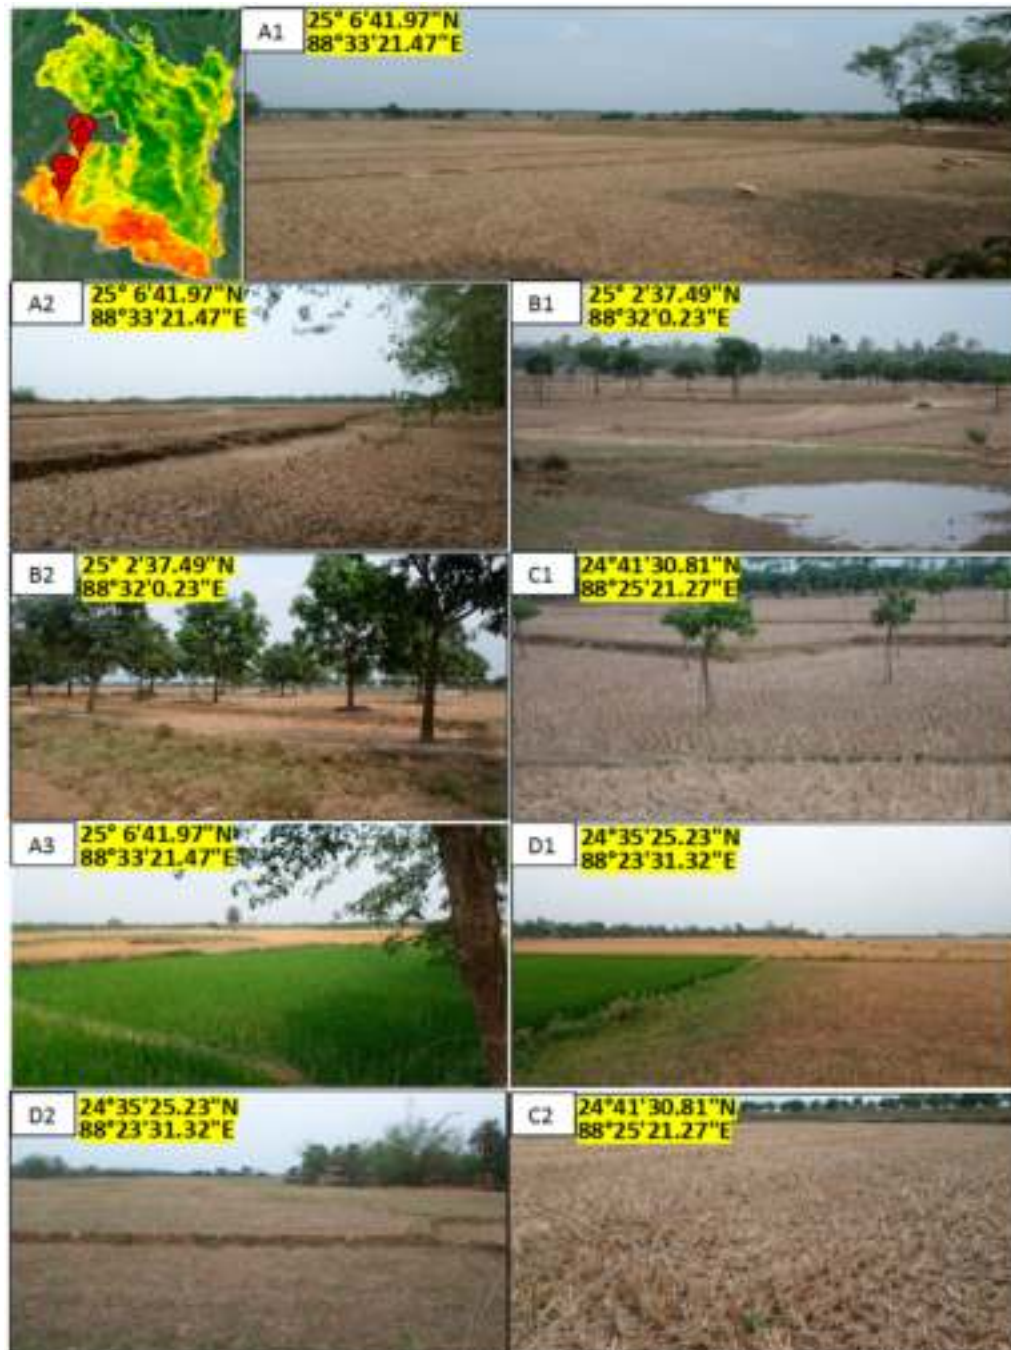 A1
25° 6'41.97"N
88°33'21.47"E
A2
25° 6'41.97"N
88°33'21.47"E
B1
25° 2'37.49"N
88°32'0.23"E
B2
25° 2'37.49"N
88°32'0.23"E
C1
24°41'30.81"N
88°25'21.27"E
A3
25° 6'41.97"N
88°33'21.47"E
D1
24°35'25.23"N
88°23'31.32"E
D2
24°35'25.23"N
88°23'31.32"E
C2
24°41'30.81"N
88°25'21.27"E